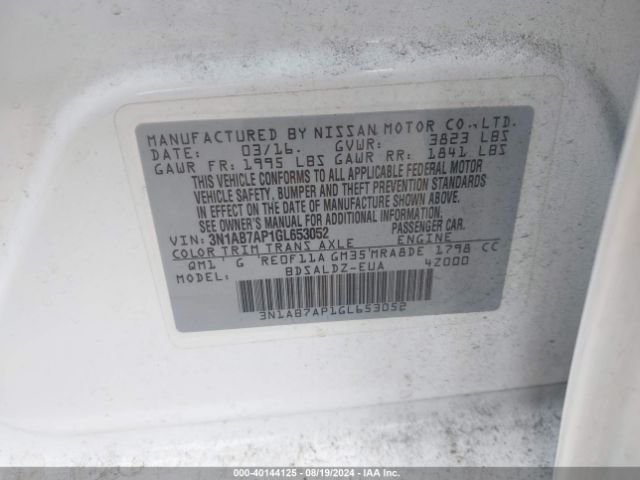 MANUFACTURED BY NISSAN MOTOR CO., LTD.
DATE: 03/16. GVWR: 3823 LBS
GAWR FR: 1995 LBS GAWR RR: 1841 LBS
THIS VEHICLE CONFORMS TO ALL APPLICABLE FEDERAL MOTOR
VEHICLE SAFETY, BUMPER AND THEFT PREVENTION STANDARDS
IN EFFECT ON THE DATE OF MANUFACTURE SHOWN ABOVE.
SEE OWNER'S MANUAL FOR ADDITIONAL INFORMATION
VIN: 3N1AB7AP1GL653052 PASSENGER CAR.
COLOR TRIM TRANS AXLE ENGINE
QM1 G RE0F11A GM35 MRA8DE 1798 CC
MODEL: BDSALDZ-EUA 4Z000
3N1AB7AP1GL653052
000-40144125 - 08/19/2024 - IAA Inc.